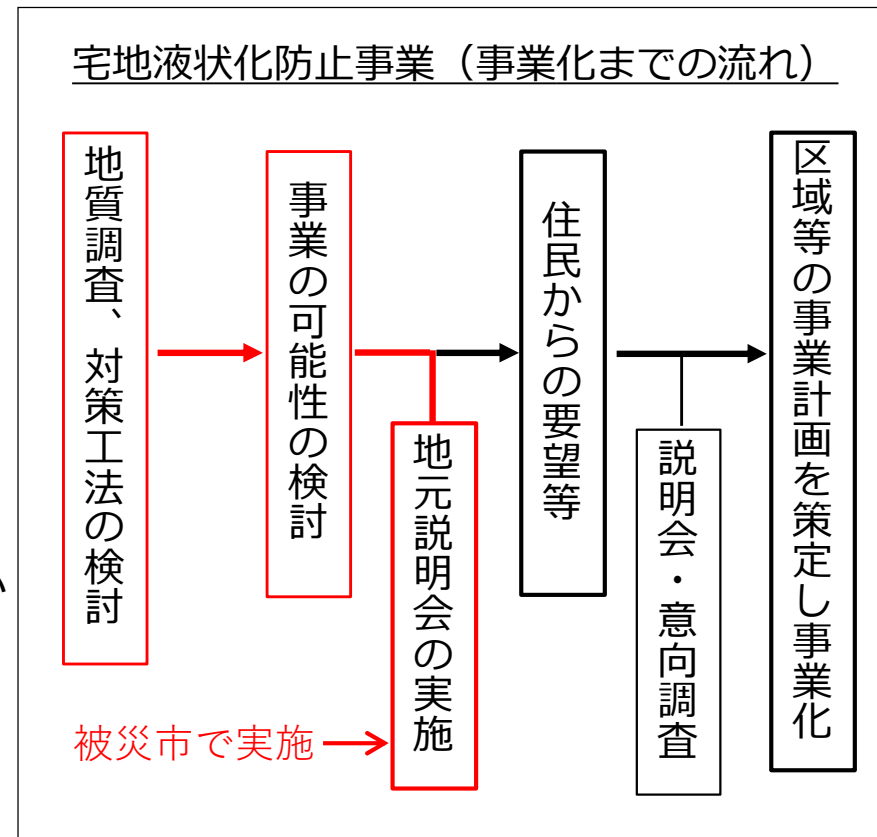 宅地液状化防止事業（事業化までの流れ）
地質調査、対策工法の検討
事業の可能性の検討
地元説明会の実施
被災市で実施
住民からの要望等
説明会・意向調査
区域等の事業計画を策定し事業化